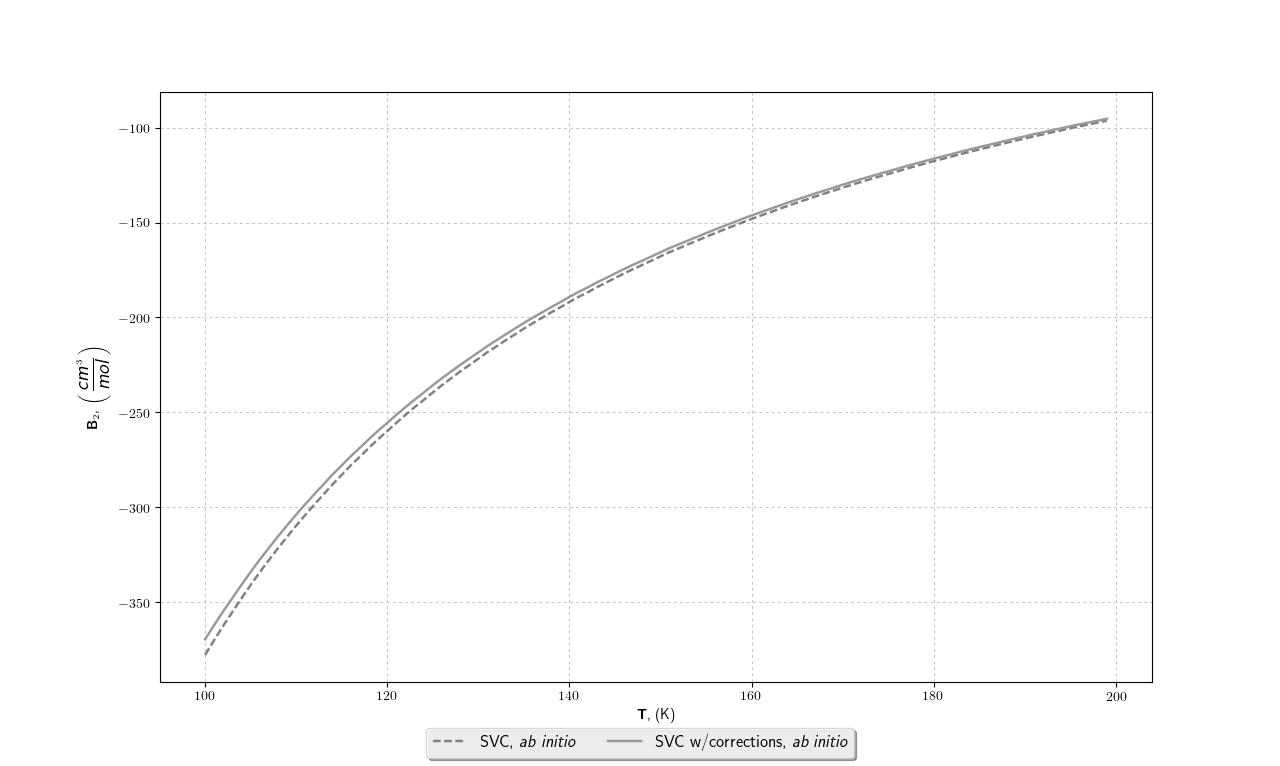 −100
−150
−200
−250
−300
−350
B₂, (cm³/mol)
100 120 140 160 180 200
T, (K)
SVC, ab initio SVC w/corrections, ab initio